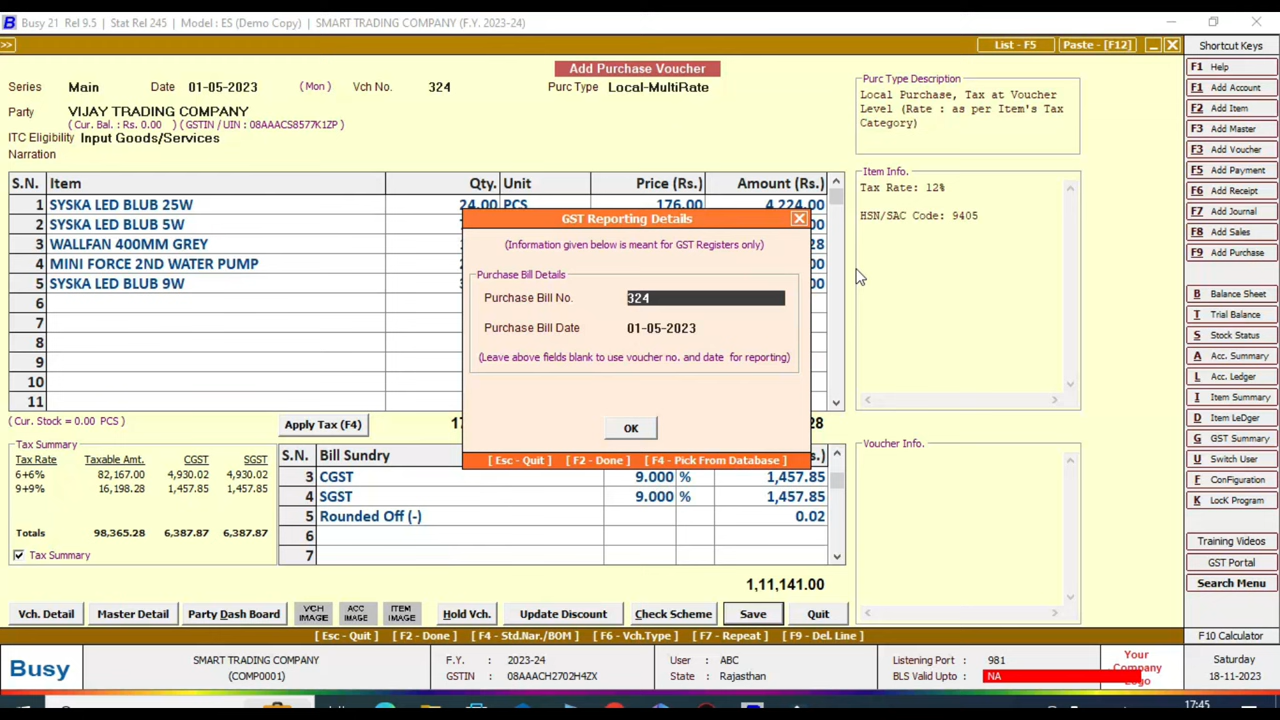 Busy 21 Rel 9.5 | Stat Rel 245 | Model : ES (Demo Copy) | SMART TRADING COMPANY (F.Y. 2023-24)
>> List - F5 Paste - [F12] Shortcut Keys
Add Purchase Voucher
Series Main Date 01-05-2023 (Mon) Vch No. 324 Purc Type Local-MultiRate
Party VIJAY TRADING COMPANY
(Cur. Bal. : Rs. 0.00 ) (GSTIN / UIN : 08AAACS8577K1ZP )
ITC Eligibility Input Goods/Services
Narration
Purc Type Description
Local Purchase, Tax at Voucher
Level (Rate : as per Item's Tax
Category)
S.N. Item Qty. Unit Price (Rs.) Amount (Rs.)
1 SYSKA LED BLUB 25W 24.00 PCS 176.00 4,224.00
2 SYSKA LED BLUB 5W
3 WALLFAN 400MM GREY 28
4 MINI FORCE 2ND WATER PUMP 00
5 SYSKA LED BLUB 9W 00
6
7
8
9
10
11
Item Info.
Tax Rate: 12%
HSN/SAC Code: 9405
GST Reporting Details
(Information given below is meant for GST Registers only)
Purchase Bill Details
Purchase Bill No. 324
Purchase Bill Date 01-05-2023
(Leave above fields blank to use voucher no. and date for reporting)
OK
[ Esc - Quit ] [ F2 - Done ] [ F4 - Pick From Database ]
( Cur. Stock = 0.00 PCS ) Apply Tax (F4) 28
Tax Summary
Tax Rate Taxable Amt. CGST SGST
6+6% 82,167.00 4,930.02 4,930.02
9+9% 16,198.28 1,457.85 1,457.85
Totals 98,365.28 6,387.87 6,387.87
Tax Summary
S.N. Bill Sundry
3 CGST 9.000 % 1,457.85
4 SGST 9.000 % 1,457.85
5 Rounded Off (-) 0.02
6
7
Voucher Info.
1,11,141.00
Vch. Detail Master Detail Party Dash Board VCH IMAGE ACC IMAGE ITEM IMAGE Hold Vch. Update Discount Check Scheme Save Quit
[ Esc - Quit ] [ F2 - Done ] [ F4 - Std.Nar./BOM ] [ F6 - Vch.Type ] [ F7 - Repeat ] [ F9 - Del. Line ]
F1 Help
F1 Add Account
F2 Add Item
F3 Add Master
F3 Add Voucher
F5 Add Payment
F6 Add Receipt
F7 Add Journal
F8 Add Sales
F9 Add Purchase
B Balance Sheet
T Trial Balance
S Stock Status
A Acc. Summary
L Acc. Ledger
I Item Summary
D Item LeDger
G GST Summary
U Switch User
F ConFiguration
K LocK Program
Training Videos
GST Portal
Search Menu
F10 Calculator
Busy
SMART TRADING COMPANY
(COMP0001)
F.Y. : 2023-24
GSTIN : 08AAACH2702H4ZX
User : ABC
State : Rajasthan
Listening Port : 981
BLS Valid Upto : NA
Your
Company
Logo
Saturday
18-11-2023
17:45